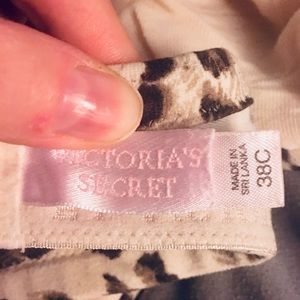 VICTORIA'S
SECRET
MADE IN
SRI LANKA
38C